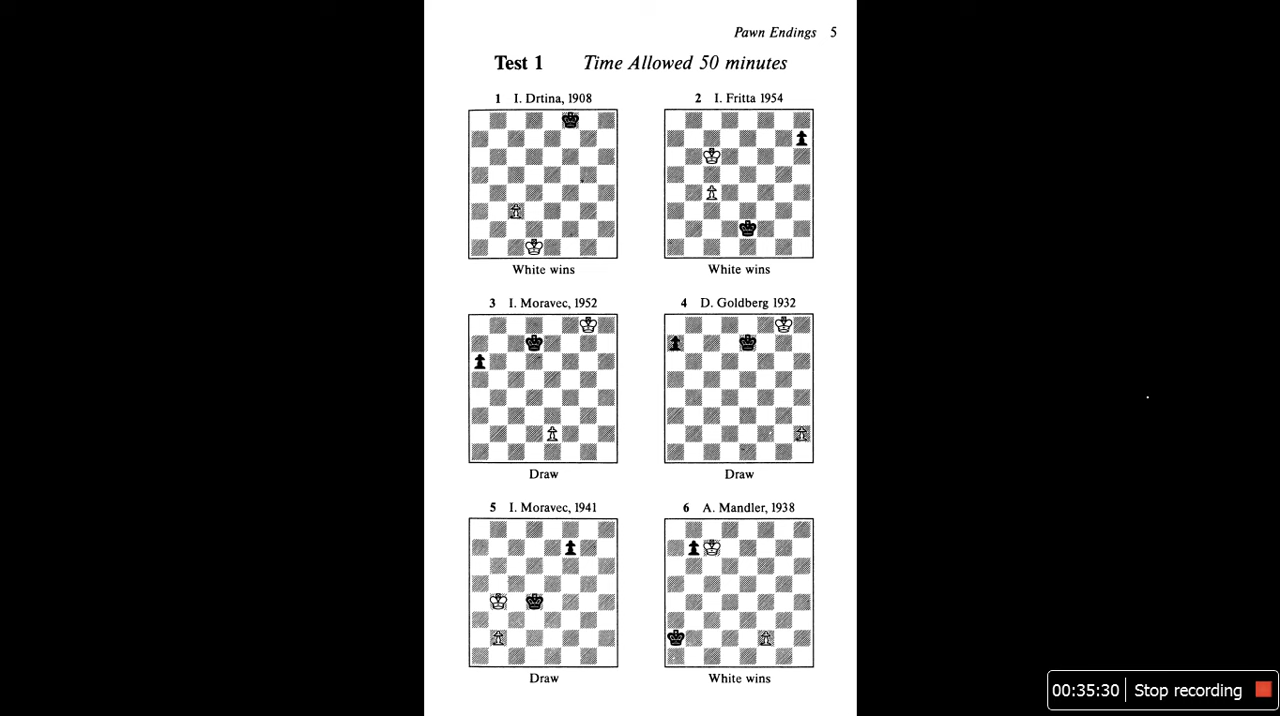 Pawn Endings 5
Test 1 Time Allowed 50 minutes
1 I. Drtina, 1908
2 I. Fritta 1954
White wins
White wins
3 I. Moravec, 1952
4 D. Goldberg 1932
Draw
Draw
5 I. Moravec, 1941
6 A. Mandler, 1938
Draw
White wins
00:35:30 Stop recording